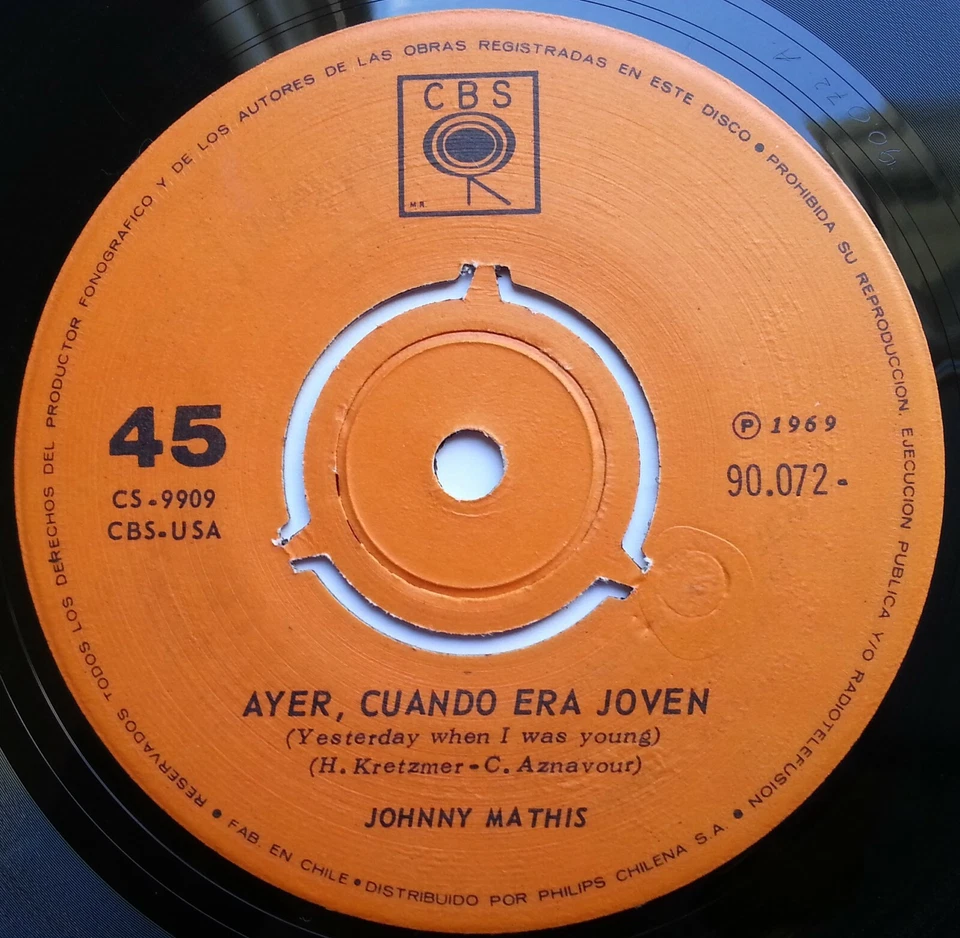 RESERVADOS TODOS LOS DERECHOS DEL PRODUCTOR FONOGRAFICO Y DE LOS AUTORES DE LAS OBRAS REGISTRADAS EN ESTE DISCO • PROHIBIDA SU REPRODUCCION. EJECUCION PUBLICA Y/O RADIOTELEFUSION •
CBS
MR
45
CS-9909
CBS-USA
Ⓟ 1969
90.072-
AYER, CUANDO ERA JOVEN
(Yesterday when I was young)
(H. Kretzmer-C. Aznavour)
JOHNNY MATHIS
• FAB. EN CHILE • DISTRIBUIDO POR PHILIPS CHILENA S.A. •